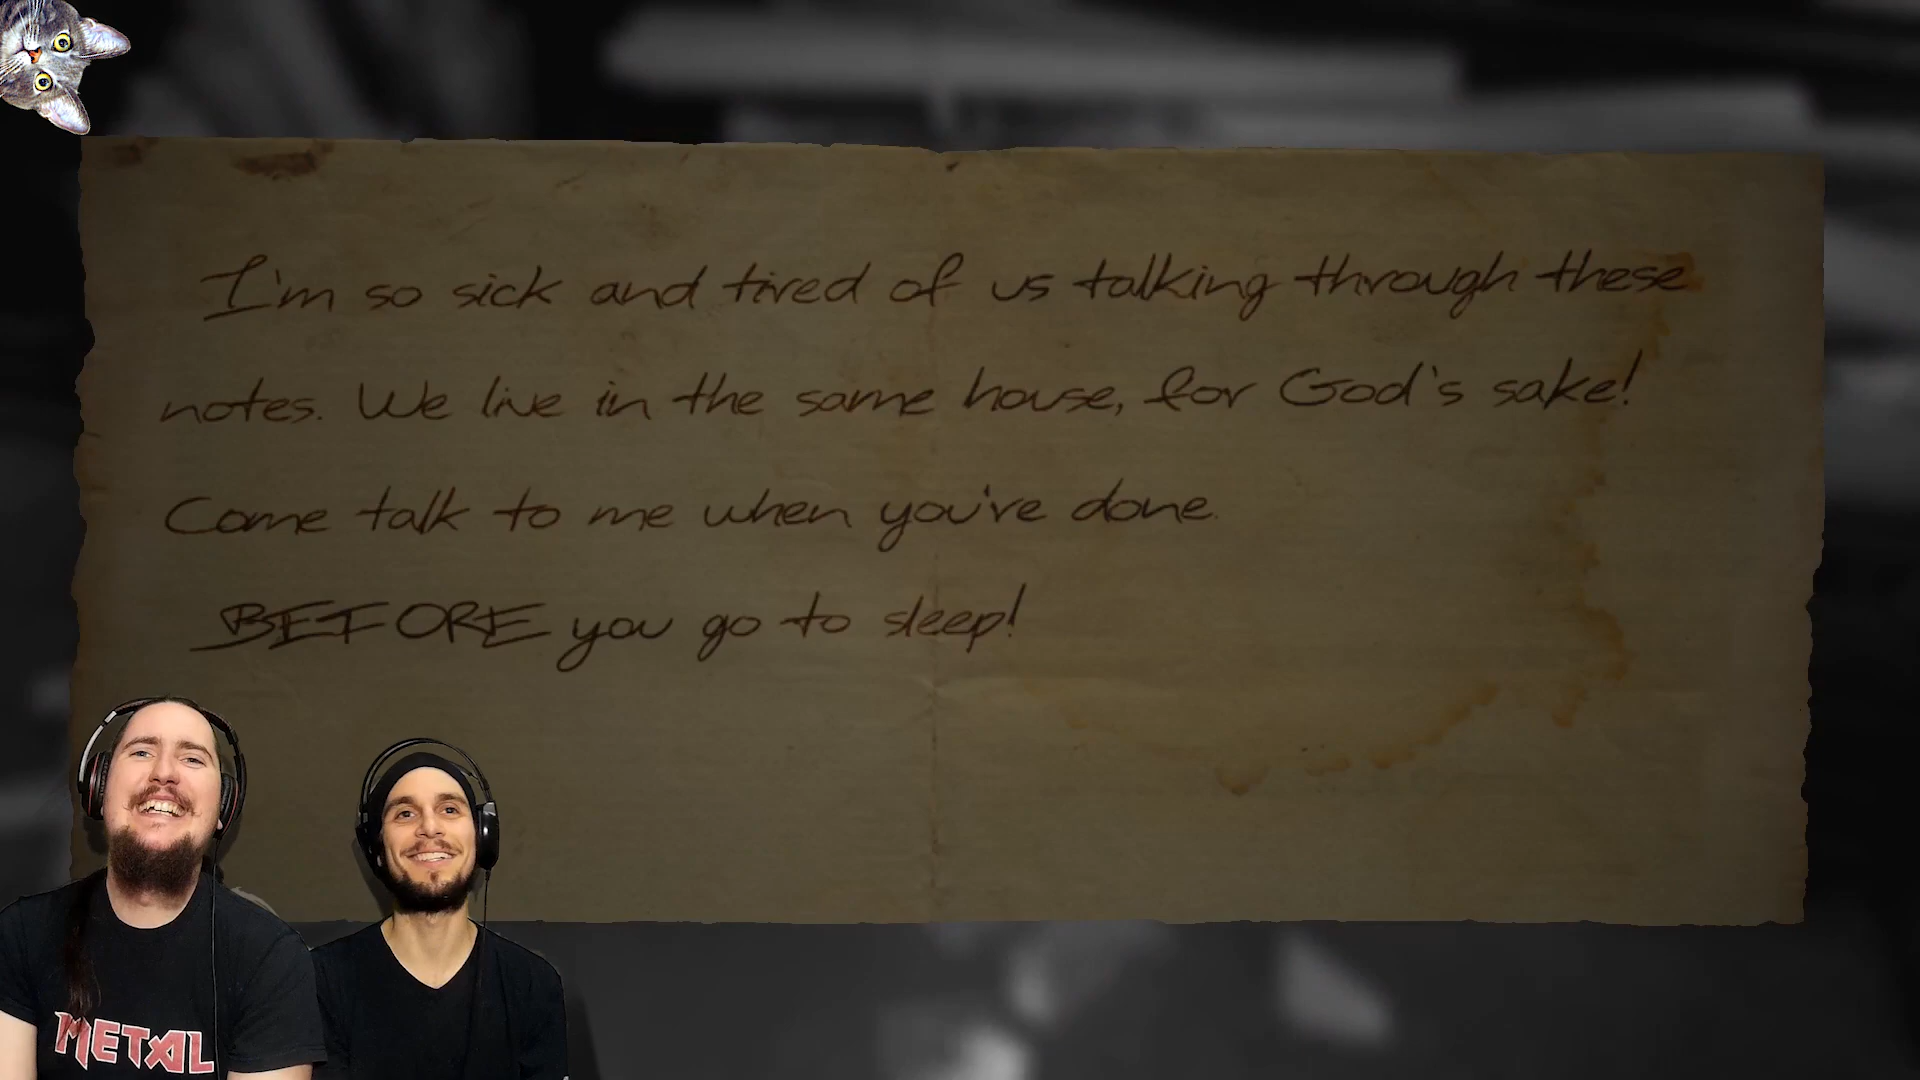 I'm so sick and tired of us talking through these
notes. We live in the same house, for God's sake!
Come talk to me when you're done.
BEFORE you go to sleep!
METAL